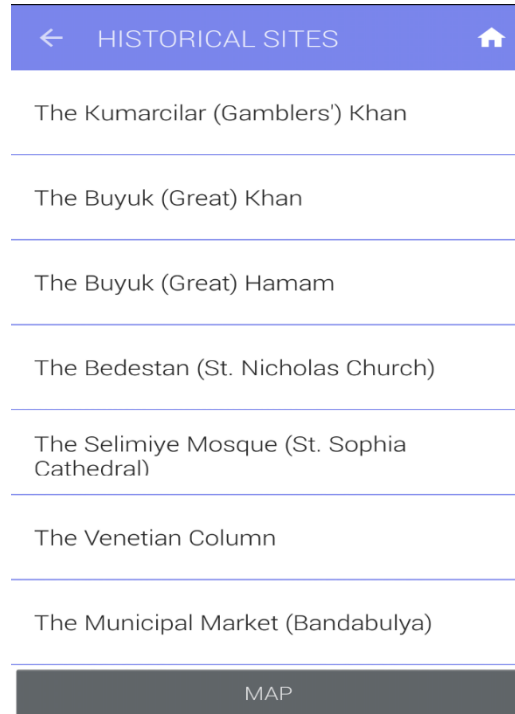 HISTORICAL SITES
The Kumarcilar (Gamblers') Khan
The Buyuk (Great) Khan
The Buyuk (Great) Hamam
The Bedestan (St. Nicholas Church)
The Selimiye Mosque (St. Sophia
Cathedral)
The Venetian Column
The Municipal Market (Bandabulya)
MAP